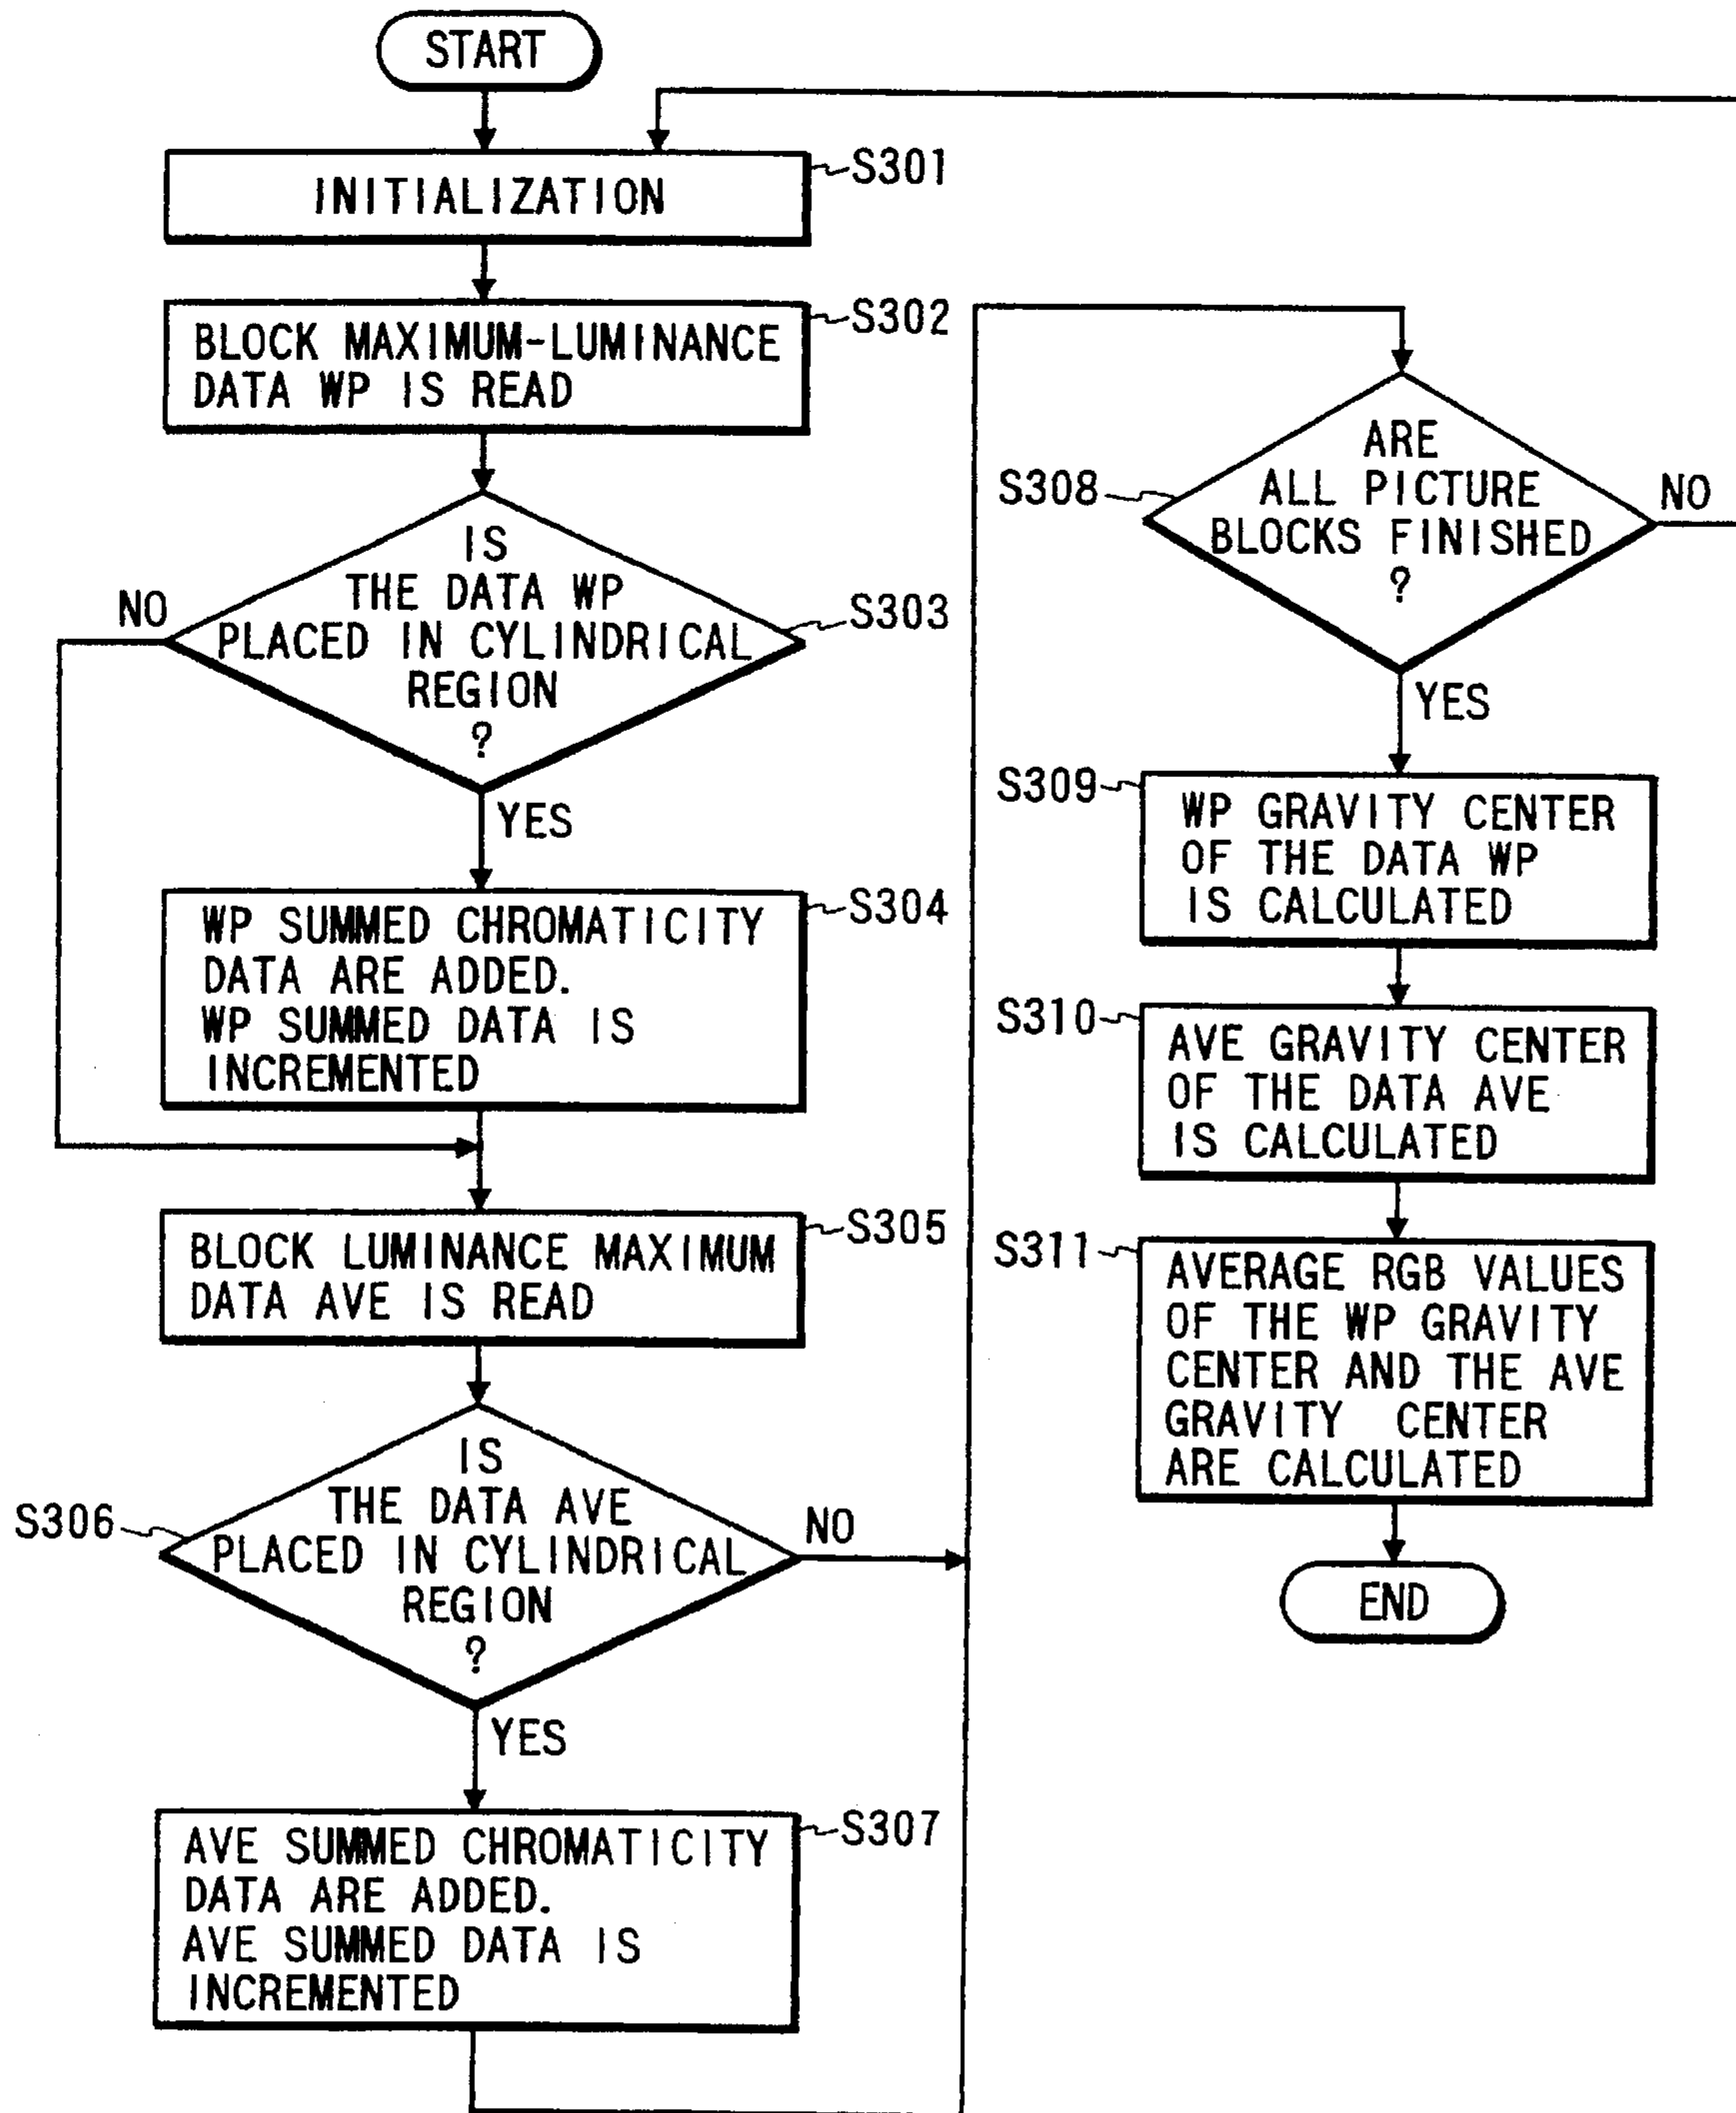 START
INITIALIZATION
S301
BLOCK MAXIMUM-LUMINANCE
DATA WP IS READ
S302
IS
THE DATA WP
PLACED IN CYLINDRICAL
REGION
?
S303
NO
YES
WP SUMMED CHROMATICITY
DATA ARE ADDED.
WP SUMMED DATA IS
INCREMENTED
S304
BLOCK LUMINANCE MAXIMUM
DATA AVE IS READ
S305
IS
THE DATA AVE
PLACED IN CYLINDRICAL
REGION
?
S306
NO
YES
AVE SUMMED CHROMATICITY
DATA ARE ADDED.
AVE SUMMED DATA IS
INCREMENTED
S307
ARE
ALL PICTURE
BLOCKS FINISHED
?
S308
NO
YES
S309
WP GRAVITY CENTER
OF THE DATA WP
IS CALCULATED
S310
AVE GRAVITY CENTER
OF THE DATA AVE
IS CALCULATED
S311
AVERAGE RGB VALUES
OF THE WP GRAVITY
CENTER AND THE AVE
GRAVITY CENTER
ARE CALCULATED
END